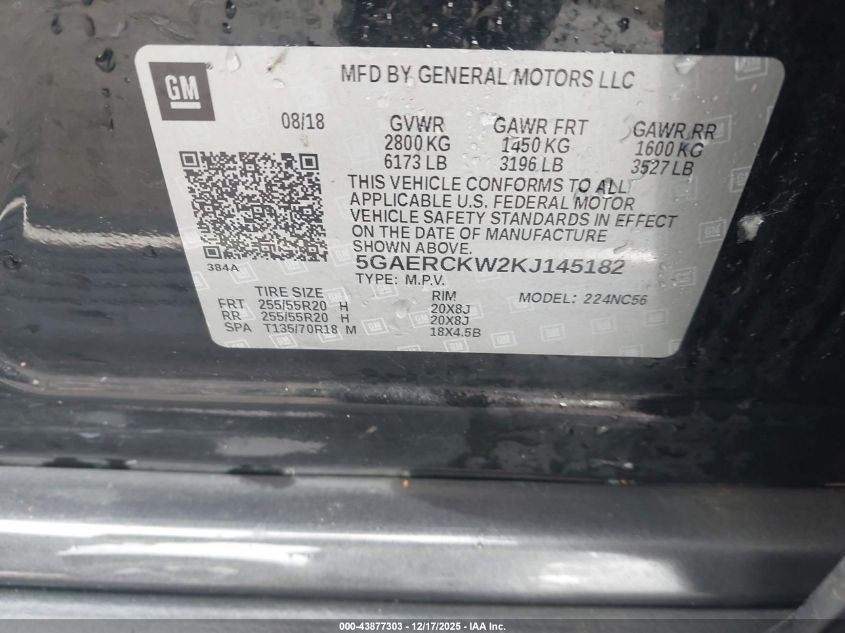 GM
MFD BY GENERAL MOTORS LLC
08/18 GVWR GAWR FRT GAWR RR
2800 KG 1450 KG 1600 KG
6173 LB 3196 LB 3527 LB
THIS VEHICLE CONFORMS TO ALL
APPLICABLE U.S. FEDERAL MOTOR
VEHICLE SAFETY STANDARDS IN EFFECT
ON THE DATE OF MANUFACTURE
SHOWN ABOVE.
384A 5GAERCKW2KJ145182
TYPE: M.P.V.
TIRE SIZE RIM MODEL: 224NC56
FRT 255/55R20 H 20X8J
RR 255/55R20 H 20X8J
SPA T135/70R18 M 18X4.5B
000-43877303 - 12/17/2025 - IAA Inc.